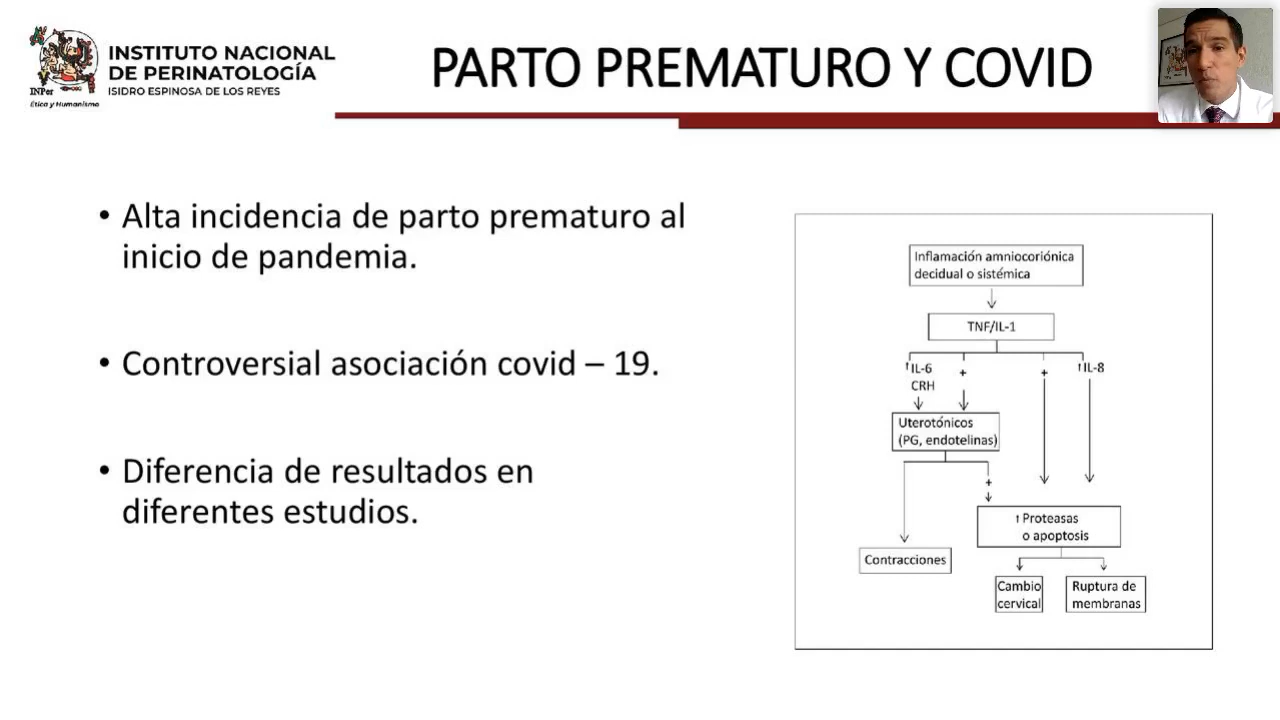 INSTITUTO NACIONAL
DE PERINATOLOGÍA
ISIDRO ESPINOSA DE LOS REYES
INPer
Ética y Humanismo
PARTO PREMATURO Y COVID
• Alta incidencia de parto prematuro al
inicio de pandemia.
• Controversial asociación covid – 19.
• Diferencia de resultados en
diferentes estudios.
Inflamación amniocoriónica
decidual o sistémica
TNF/IL-1
↑IL-6
CRH
+
+
↑IL-8
Uterotónicos
(PG, endotelinas)
+
↑Proteasas
o apoptosis
Contracciones
Cambio
cervical
Ruptura de
membranas